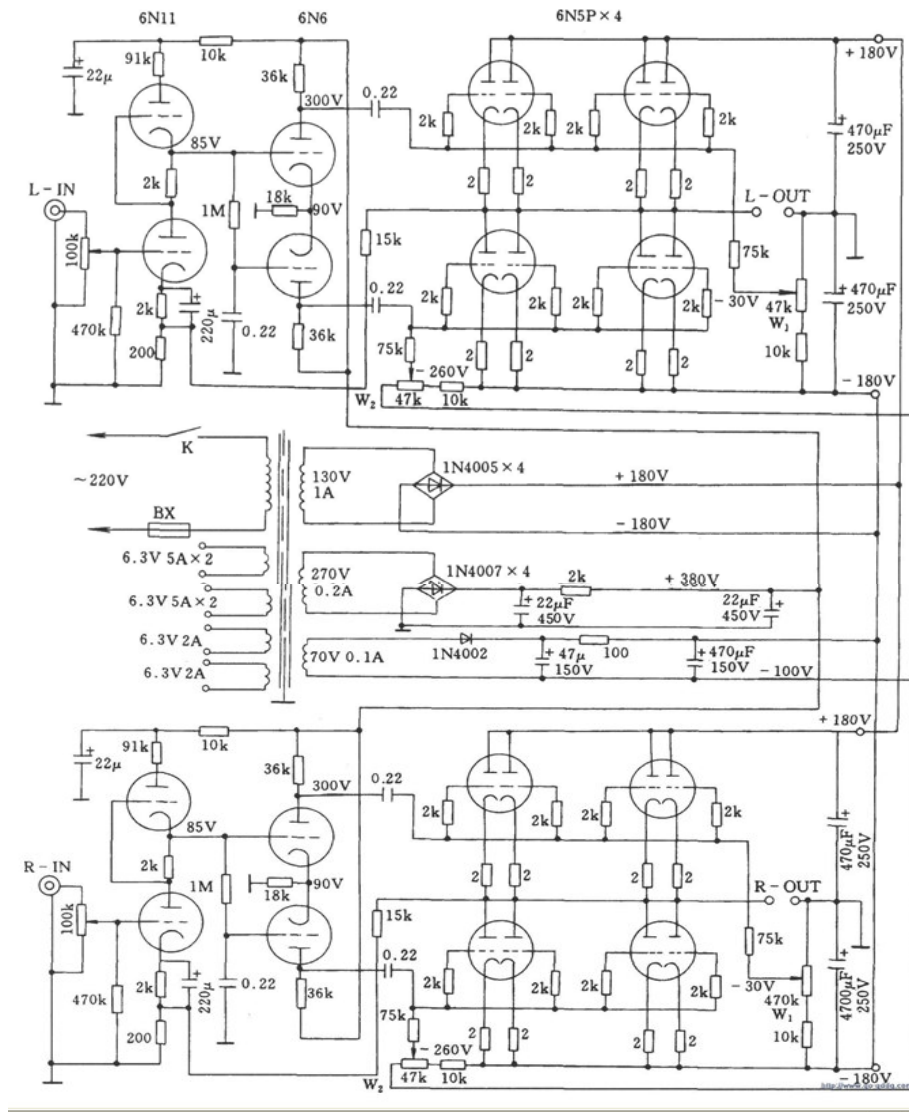 6N11 6N6 6N5P×4
10k
91k
+
22μ
36k
300V
0.22
+180V
85V
2k 2k 2k 2k
+
470μF
250V
2k
L-IN
1M
18k
90V
2 2 2 2
L-OUT
15k
100k
75k
0.22
2k 2k 2k 2k
-30V
47k
W₁
+470μF
250V
470k
2k
+
220μ
0.22
36k
200
75k
-260V
2 2 2 2
10k
W₂
47k
10k
-180V
K
~220V
130V
1A
1N4005×4
+180V
BX
-180V
6.3V 5A×2
270V
0.2A
1N4007×4
2k
+380V
6.3V 5A×2
+
22μF
450V
22μF
450V
+
6.3V 2A
70V 0.1A
1N4002
+
47μ
150V
100
+
470μF
150V
-100V
6.3V 2A
+180V
10k
91k
+
22μ
36k
300V
0.22
85V
2k 2k 2k 2k
+
470μF
250V
2k
R-IN
1M
18k
90V
2 2 2 2
R-OUT
15k
100k
75k
0.22
2k 2k 2k 2k
-30V
470k
W₁
+
4700μF
250V
470k
2k
+
220μ
0.22
36k
200
75k
-260V
2 2 2 2
10k
W₂
47k
10k
-180V